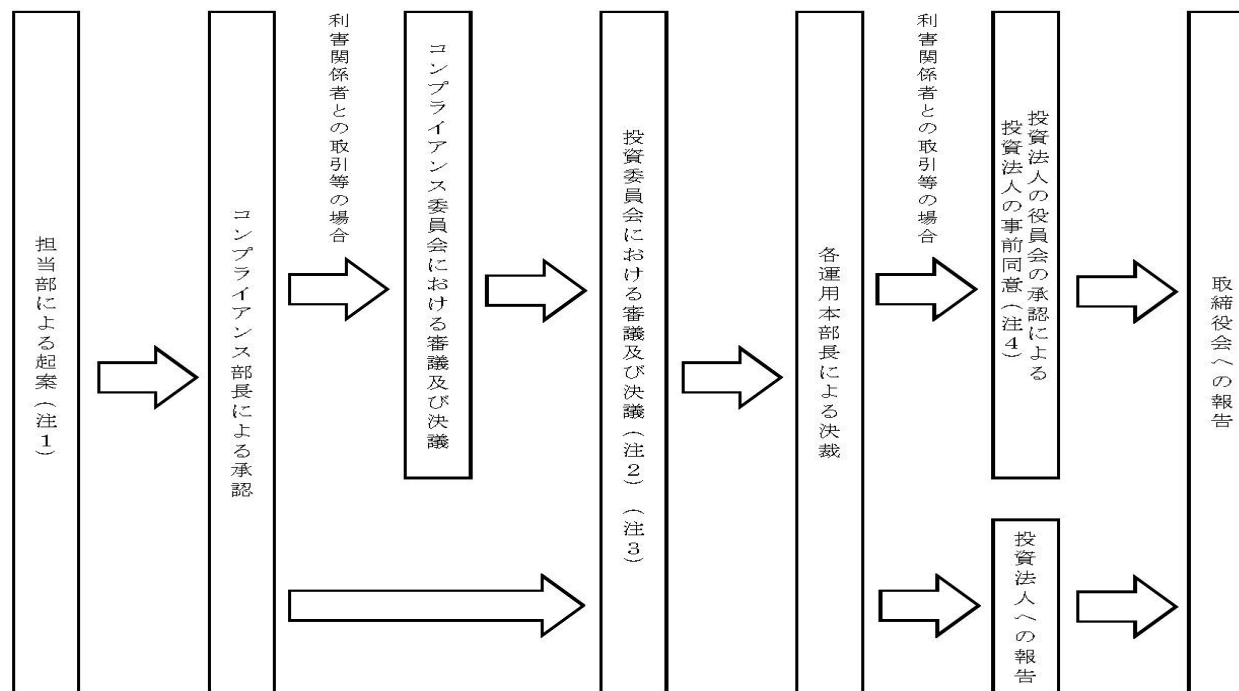 担当部による起案（注１）
コンプライアンス部長による承認
利害関係者との取引等の場合
コンプライアンス委員会における審議及び決議
投資委員会における審議及び決議（注２）（注３）
各運用本部長による決裁
利害関係者との取引等の場合
投資法人の役員会の承認による
投資法人の事前同意（注４）
投資法人への報告
取締役会への報告